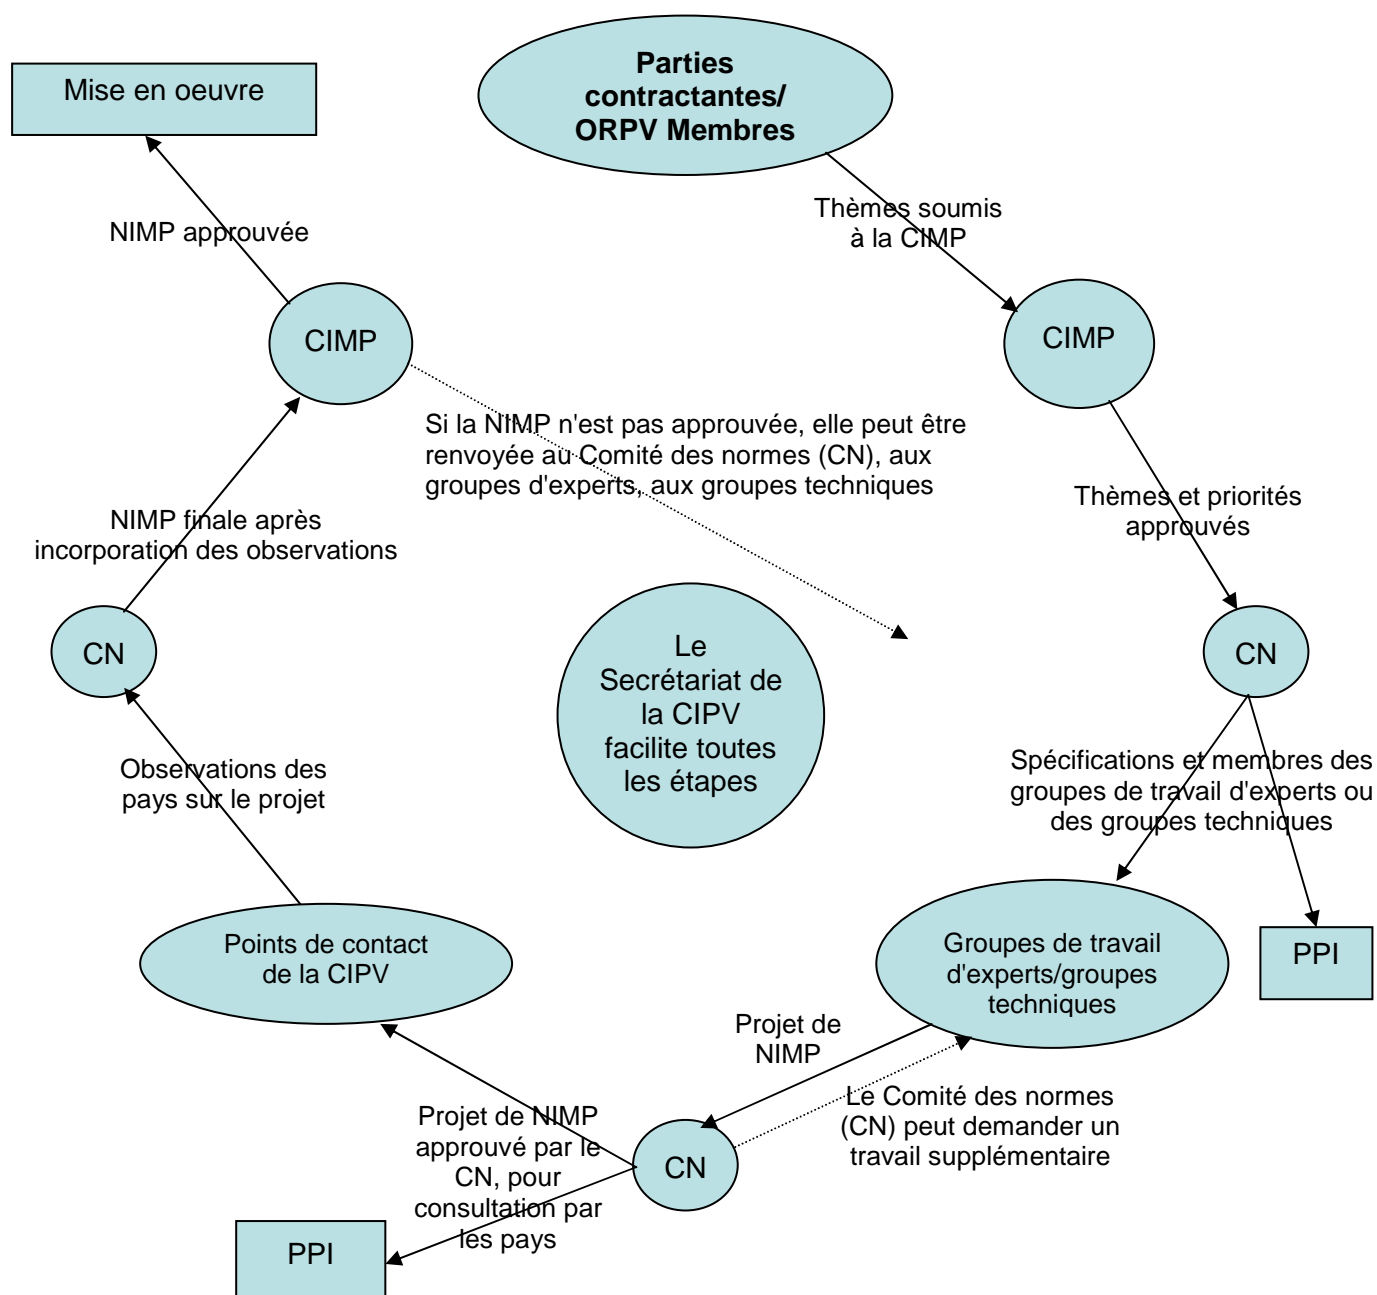 Parties
contractantes/
ORPV Membres
Mise en oeuvre
Thèmes soumis
à la CIMP
NIMP approuvée
CIMP
CIMP
Si la NIMP n'est pas approuvée, elle peut être
renvoyée au Comité des normes (CN), aux
groupes d'experts, aux groupes techniques
Thèmes et priorités
approuvés
NIMP finale après
incorporation des observations
Le
Secrétariat de
la CIPV
facilite toutes
les étapes
CN
CN
Observations des
pays sur le projet
Spécifications et membres des
groupes de travail d'experts ou
des groupes techniques
Points de contact
de la CIPV
Groupes de travail
d'experts/groupes
techniques
PPI
Projet de
NIMP
Le Comité des normes
(CN) peut demander un
travail supplémentaire
Projet de NIMP
approuvé par le
CN, pour
consultation par
les pays
CN
PPI